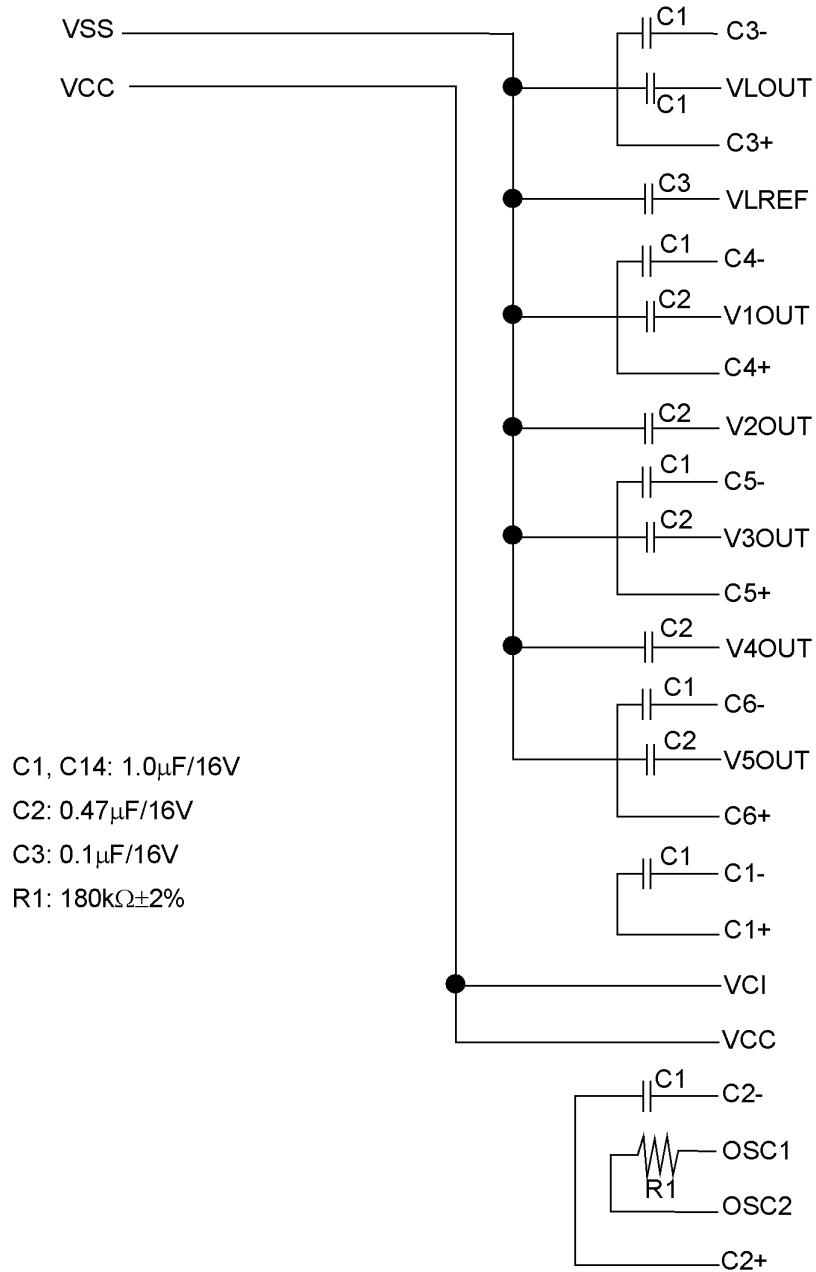 VSS
C1
C3-
VCC
VLOUT
C1
C3+
C3
VLREF
C1
C4-
C2
V1OUT
C4+
C2
V2OUT
C1
C5-
C2
V3OUT
C5+
C2
V4OUT
C1
C6-
C2
V5OUT
C1, C14: 1.0μF/16V
C2: 0.47μF/16V
C6+
C3: 0.1μF/16V
C1
C1-
R1: 180kΩ±2%
C1+
VCI
VCC
C1
C2-
OSC1
R1
OSC2
C2+